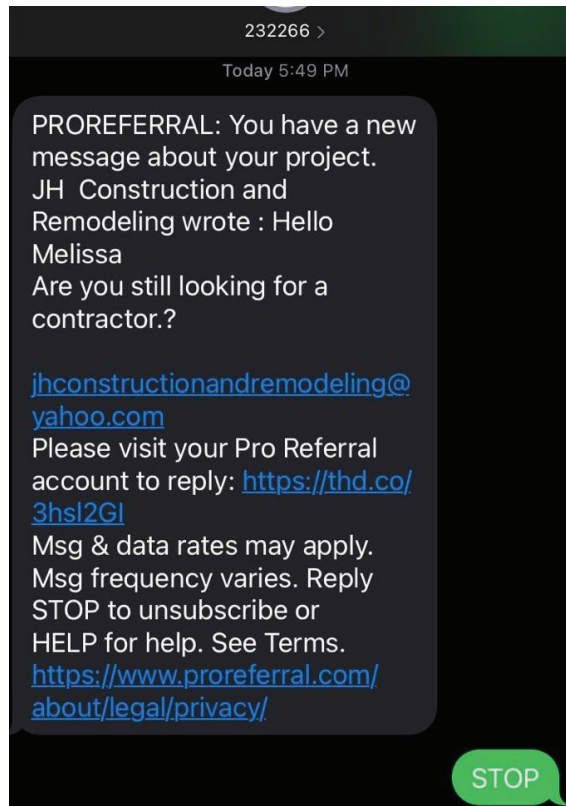 232266 >
Today 5:49 PM
PROREFERRAL: You have a new
message about your project.
JH  Construction and
Remodeling wrote : Hello
Melissa
Are you still looking for a
contractor.?
jhconstructionandremodeling@
yahoo.com
Please visit your Pro Referral
account to reply: https://thd.co/
3hsl2GI
Msg & data rates may apply.
Msg frequency varies. Reply
STOP to unsubscribe or
HELP for help. See Terms.
https://www.proreferral.com/
about/legal/privacy/
STOP